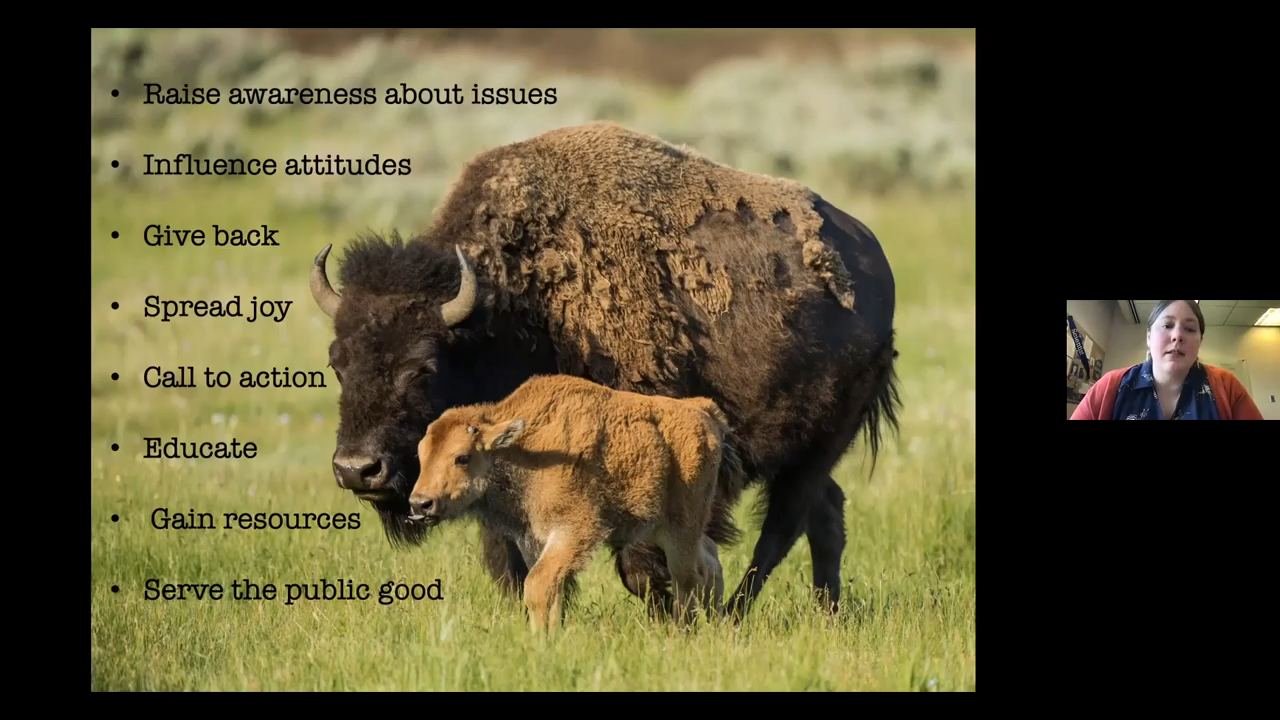 • Raise awareness about issues
• Influence attitudes
• Give back
• Spread joy
• Call to action
• Educate
• Gain resources
• Serve the public good